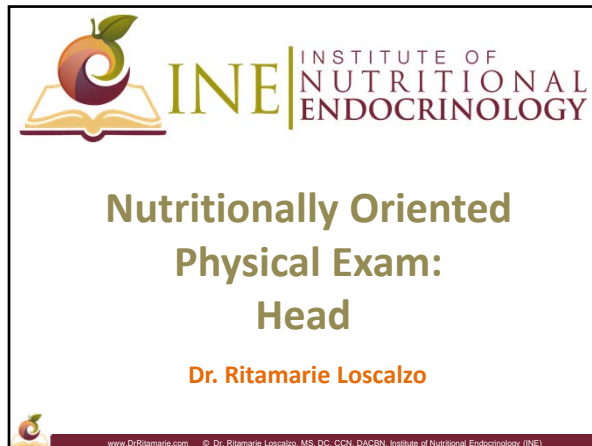 INE
INSTITUTE OF
NUTRITIONAL
ENDOCRINOLOGY
Nutritionally Oriented
Physical Exam:
Head
Dr. Ritamarie Loscalzo
www.DrRitamarie.com © Dr. Ritamarie Loscalzo, MS, DC, CCN, DACBN, Institute of Nutritional Endocrinology (INE)